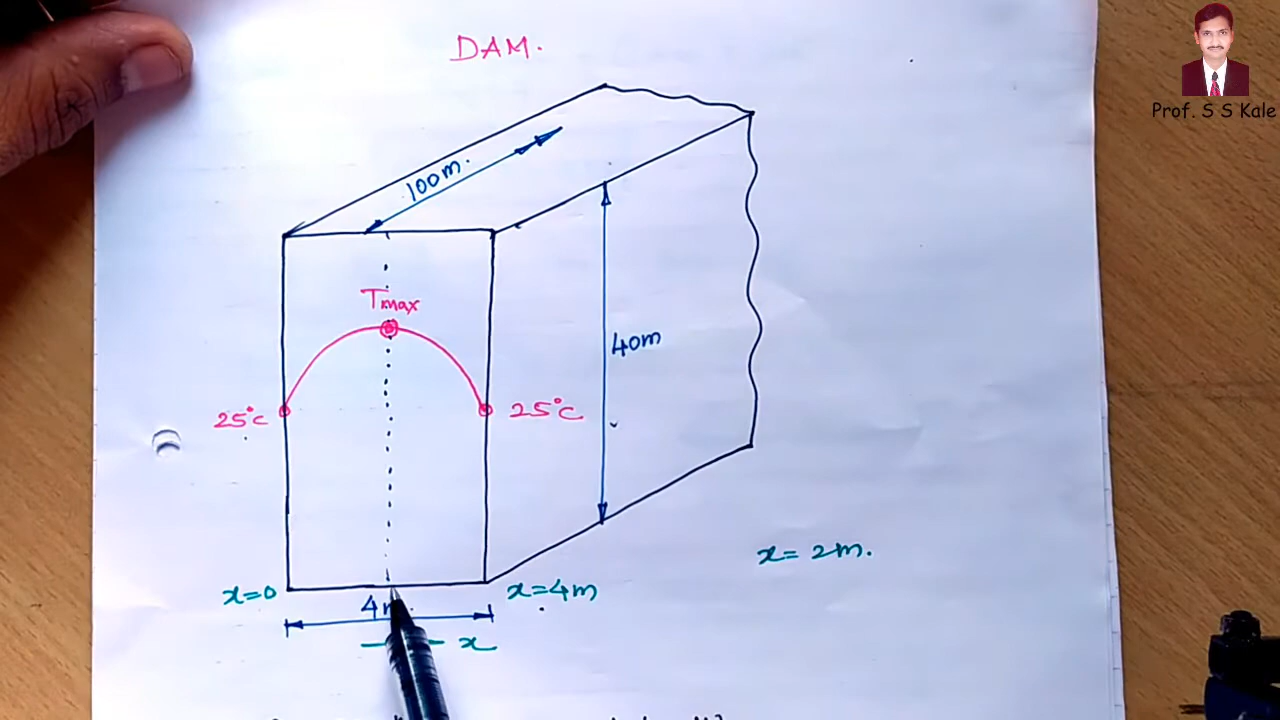 DAM.
Prof. S S Kale
100m.
Tmax
40m
25°c
25°c
x= 2m.
x=0
x=4m
x